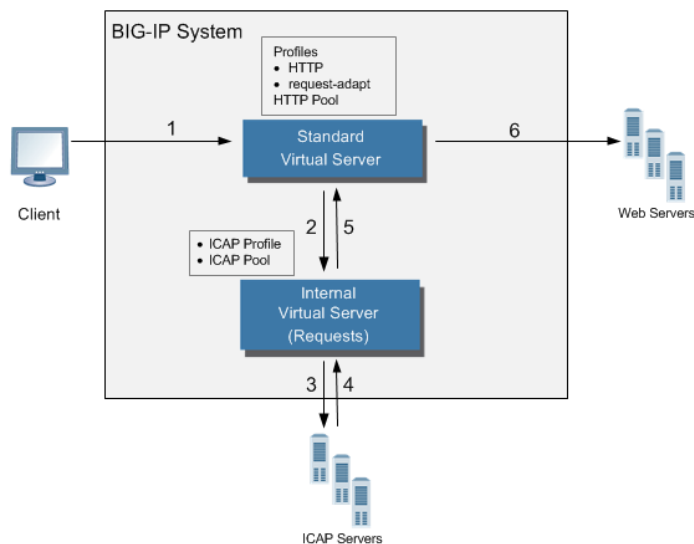 BIG-IP System
Profiles
• HTTP
• request-adapt
HTTP Pool
1
Standard
Virtual Server
6
Client
Web Servers
2
5
• ICAP Profile
• ICAP Pool
Internal
Virtual Server
(Requests)
3
4
ICAP Servers